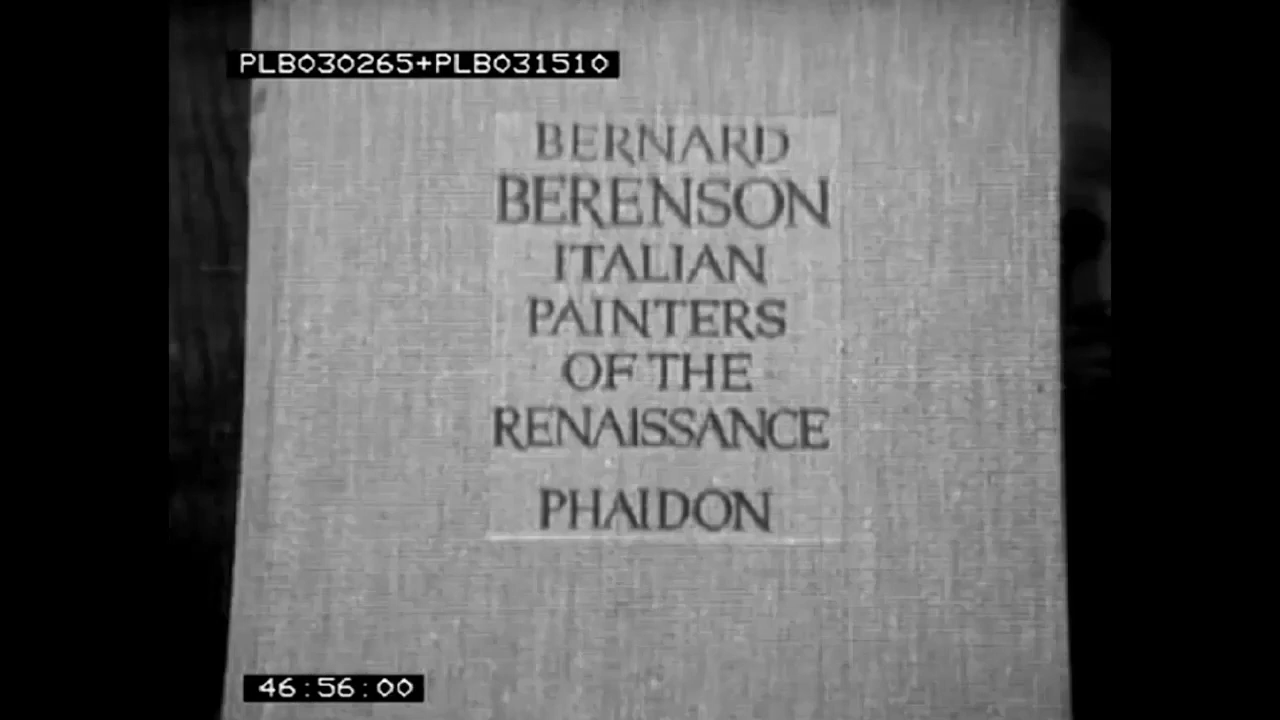 PLB030265+PLB031510
BERNARD
BERENSON
ITALIAN
PAINTERS
OF THE
RENAISSANCE
PHAIDON
46:56:00